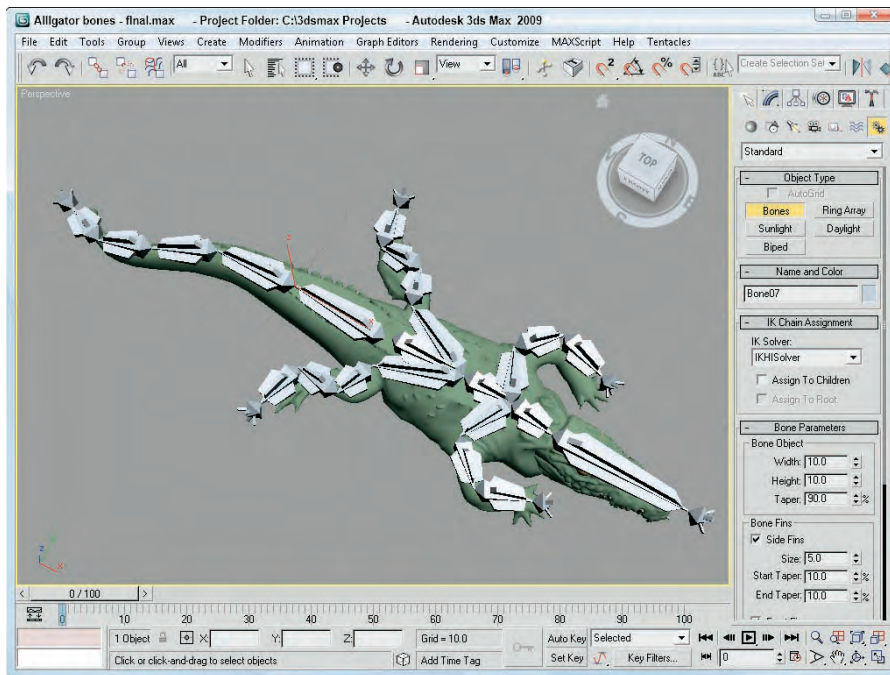 Alligator bones - final.max - Project Folder: C:\3dsmax Projects - Autodesk 3ds Max 2009
File Edit Tools Group Views Create Modifiers Animation Graph Editors Rendering Customize MAXScript Help Tentacles
All View Create Selection Set
Perspective
TOP
Standard
Object Type
AutoGrid
Bones Ring Array
Sunlight Daylight
Biped
Name and Color
Bone07
IK Chain Assignment
IK Solver:
IKHISolver
Assign To Children
Assign To Root
Bone Parameters
Bone Object
Width: 10.0
Height: 10.0
Taper: 90.0 %
Bone Fins
Side Fins
Size: 5.0
Start Taper: 10.0 %
End Taper: 10.0 %
z
x
z
x
< 0 / 100 >
0 10 20 30 40 50 60 70 80 90 100
1 Object X: Y: Z: Grid = 10.0 Auto Key Selected
Click or click-and-drag to select objects Add Time Tag Set Key Key Filters... 0